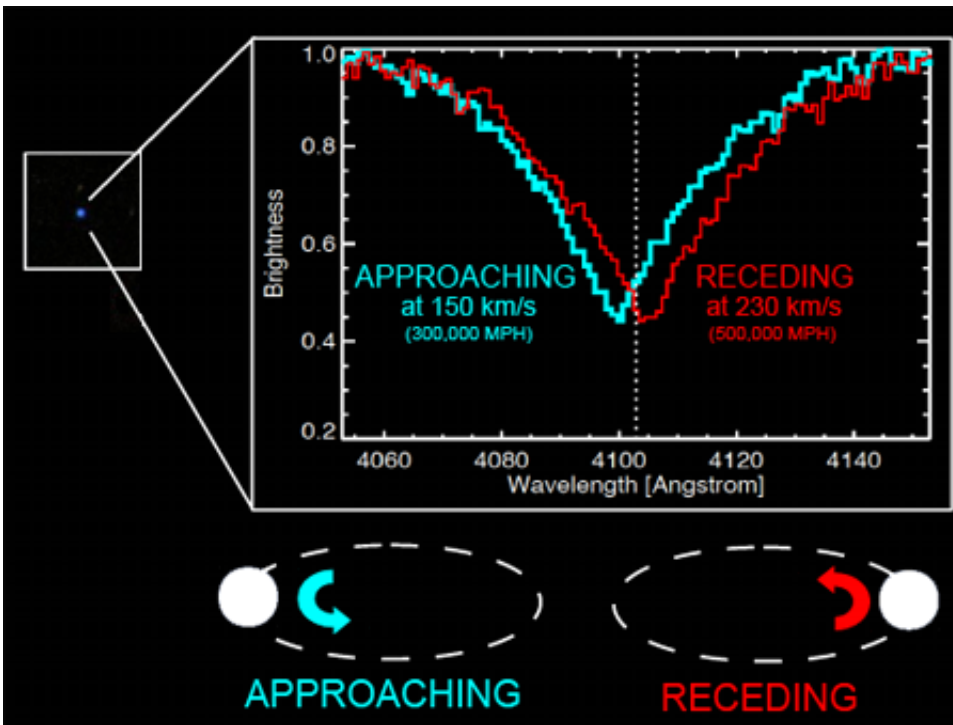 1.0
0.8
0.6
0.4
0.2
Brightness
APPROACHING
at 150 km/s
(300,000 MPH)
RECEDING
at 230 km/s
(500,000 MPH)
4060 4080 4100 4120 4140
Wavelength [Angstrom]
APPROACHING
RECEDING